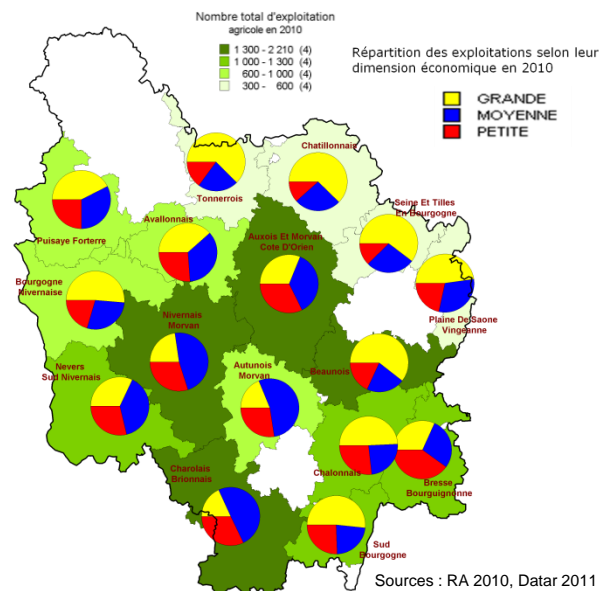 Nombre total d'exploitation
agricole en 2010
1 300 - 2 210 (4)
1 000 - 1 300 (4)
600 - 1 000 (4)
300 - 600 (4)
Répartition des exploitations selon leur
dimension économique en 2010
GRANDE
MOYENNE
PETITE
Chatillonnais
Tonnerrois
Seine Et Tilles
En Bourgogne
Avallonnais
Puisaye Forterre
Auxois Et Morvan
Cote D'Orien
Bourgogne
Nivernaise
Nivernais
Morvan
Plaine De Saone
Vingeanne
Nevers
Sud Nivernais
Autunois
Morvan
Beaunois
Charolais
Brionnais
Chalonnais
Bresse
Bourguignonne
Sud
Bourgogne
Sources : RA 2010, Datar 2011